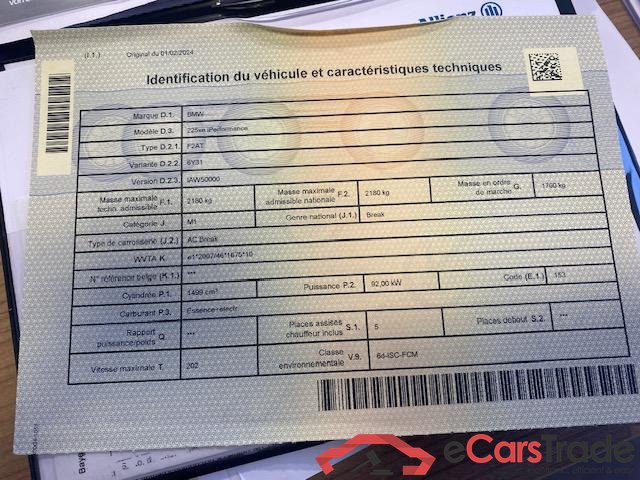 Allianz
(I.1.) Original du 01/02/2024
Identification du véhicule et caractéristiques techniques
Marque D.1. BMW
Modèle D.3. 225xe iPerformance
Type D.2.1. F2AT
Variante D.2.2. 6Y31
Version D.2.3. IAW50000
Masse maximale techn. admissible F.1. 2180 kg Masse maximale admissible nationale F.2. 2180 kg Masse en ordre de marche G. 1760 kg
Catégorie J. M1 Genre national (J.1.) Break
Type de carrosserie (J.2.) AC Break
WVTA K. e1*2007/46*1675*10
N° référence belge (K.1.) ***
Cylindrée P.1. 1499 cm³ Puissance P.2. 92,00 kW Code (E.1.) 153
Carburant P.3. Essence+electr
Rapport puissance/poids Q. *** Places assises chauffeur inclus S.1. 5 Places debout S.2. ***
Vitesse maximale T. 202 Classe environnementale V.9. 6d-ISC-FCM
eCarsTrade